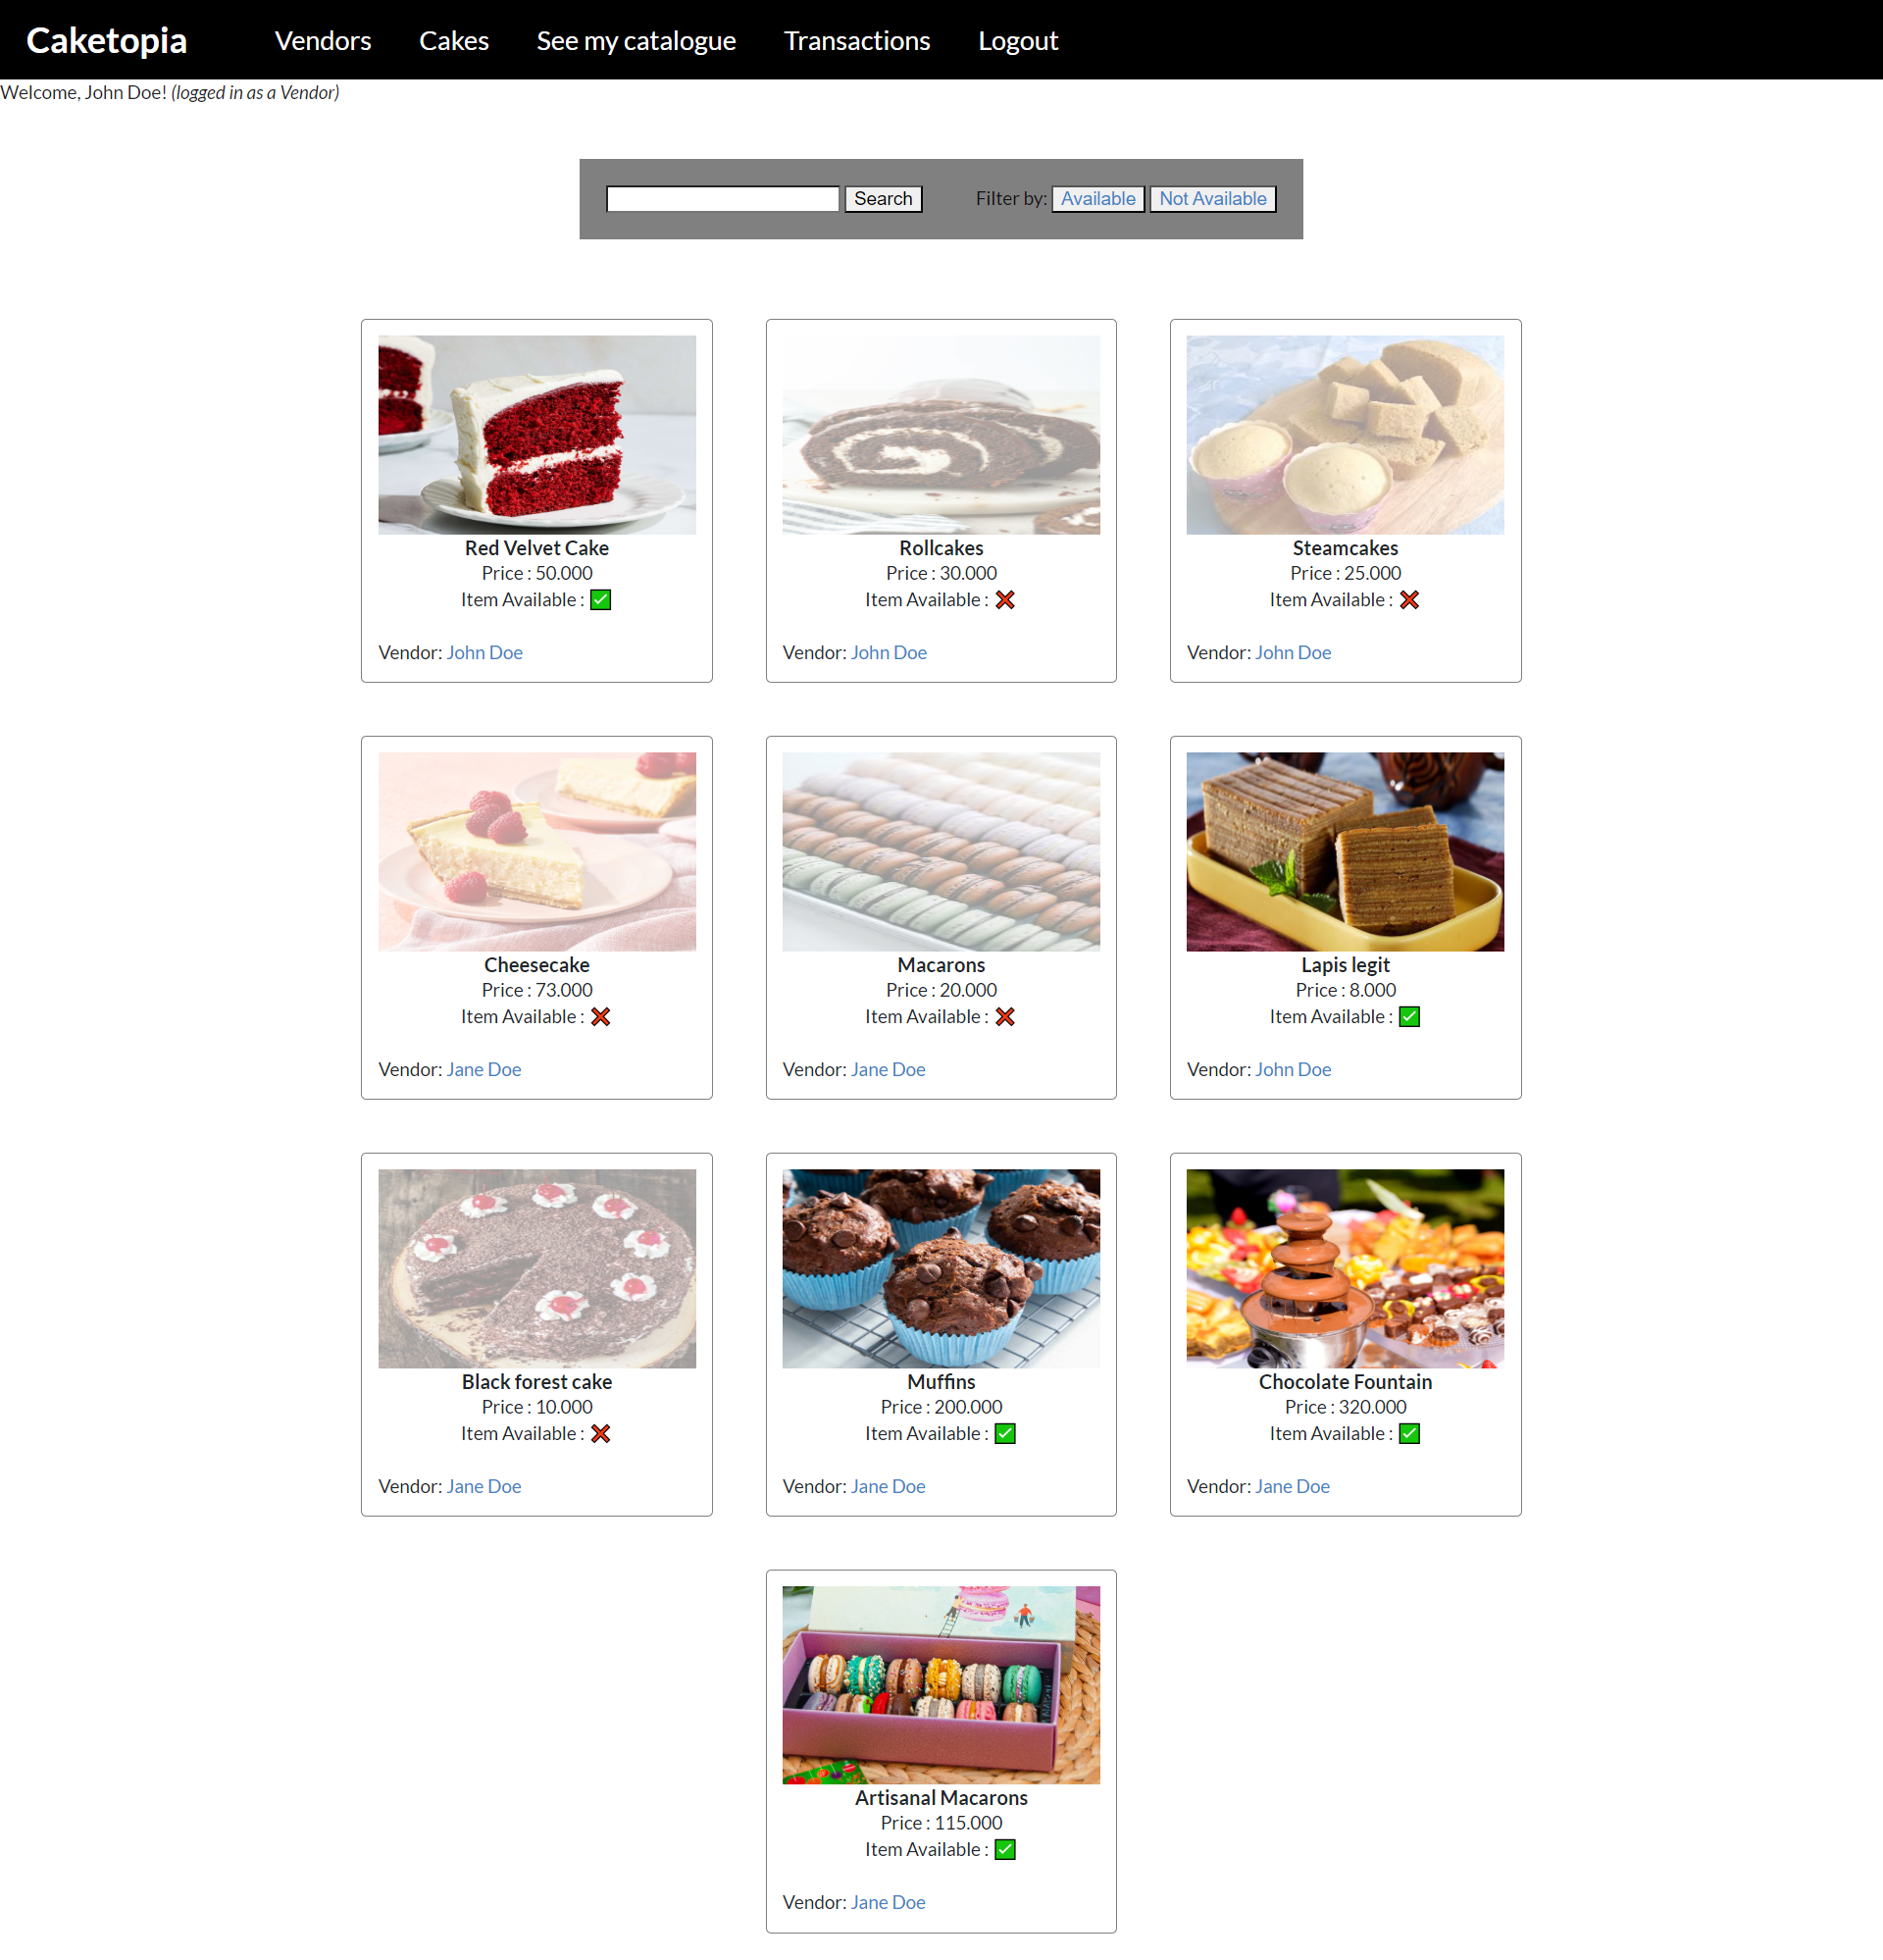 Caketopia Vendors Cakes See my catalogue Transactions Logout
Welcome, John Doe! (logged in as a Vendor)
Search Filter by: Available Not Available
Red Velvet Cake
Price : 50.000
Item Available : ✅
Vendor: John Doe
Rollcakes
Price : 30.000
Item Available : ❌
Vendor: John Doe
Steamcakes
Price : 25.000
Item Available : ❌
Vendor: John Doe
Cheesecake
Price : 73.000
Item Available : ❌
Vendor: Jane Doe
Macarons
Price : 20.000
Item Available : ❌
Vendor: Jane Doe
Lapis legit
Price : 8.000
Item Available : ✅
Vendor: John Doe
Black forest cake
Price : 10.000
Item Available : ❌
Vendor: Jane Doe
Muffins
Price : 200.000
Item Available : ✅
Vendor: Jane Doe
Chocolate Fountain
Price : 320.000
Item Available : ✅
Vendor: Jane Doe
Artisanal Macarons
Price : 115.000
Item Available : ✅
Vendor: Jane Doe